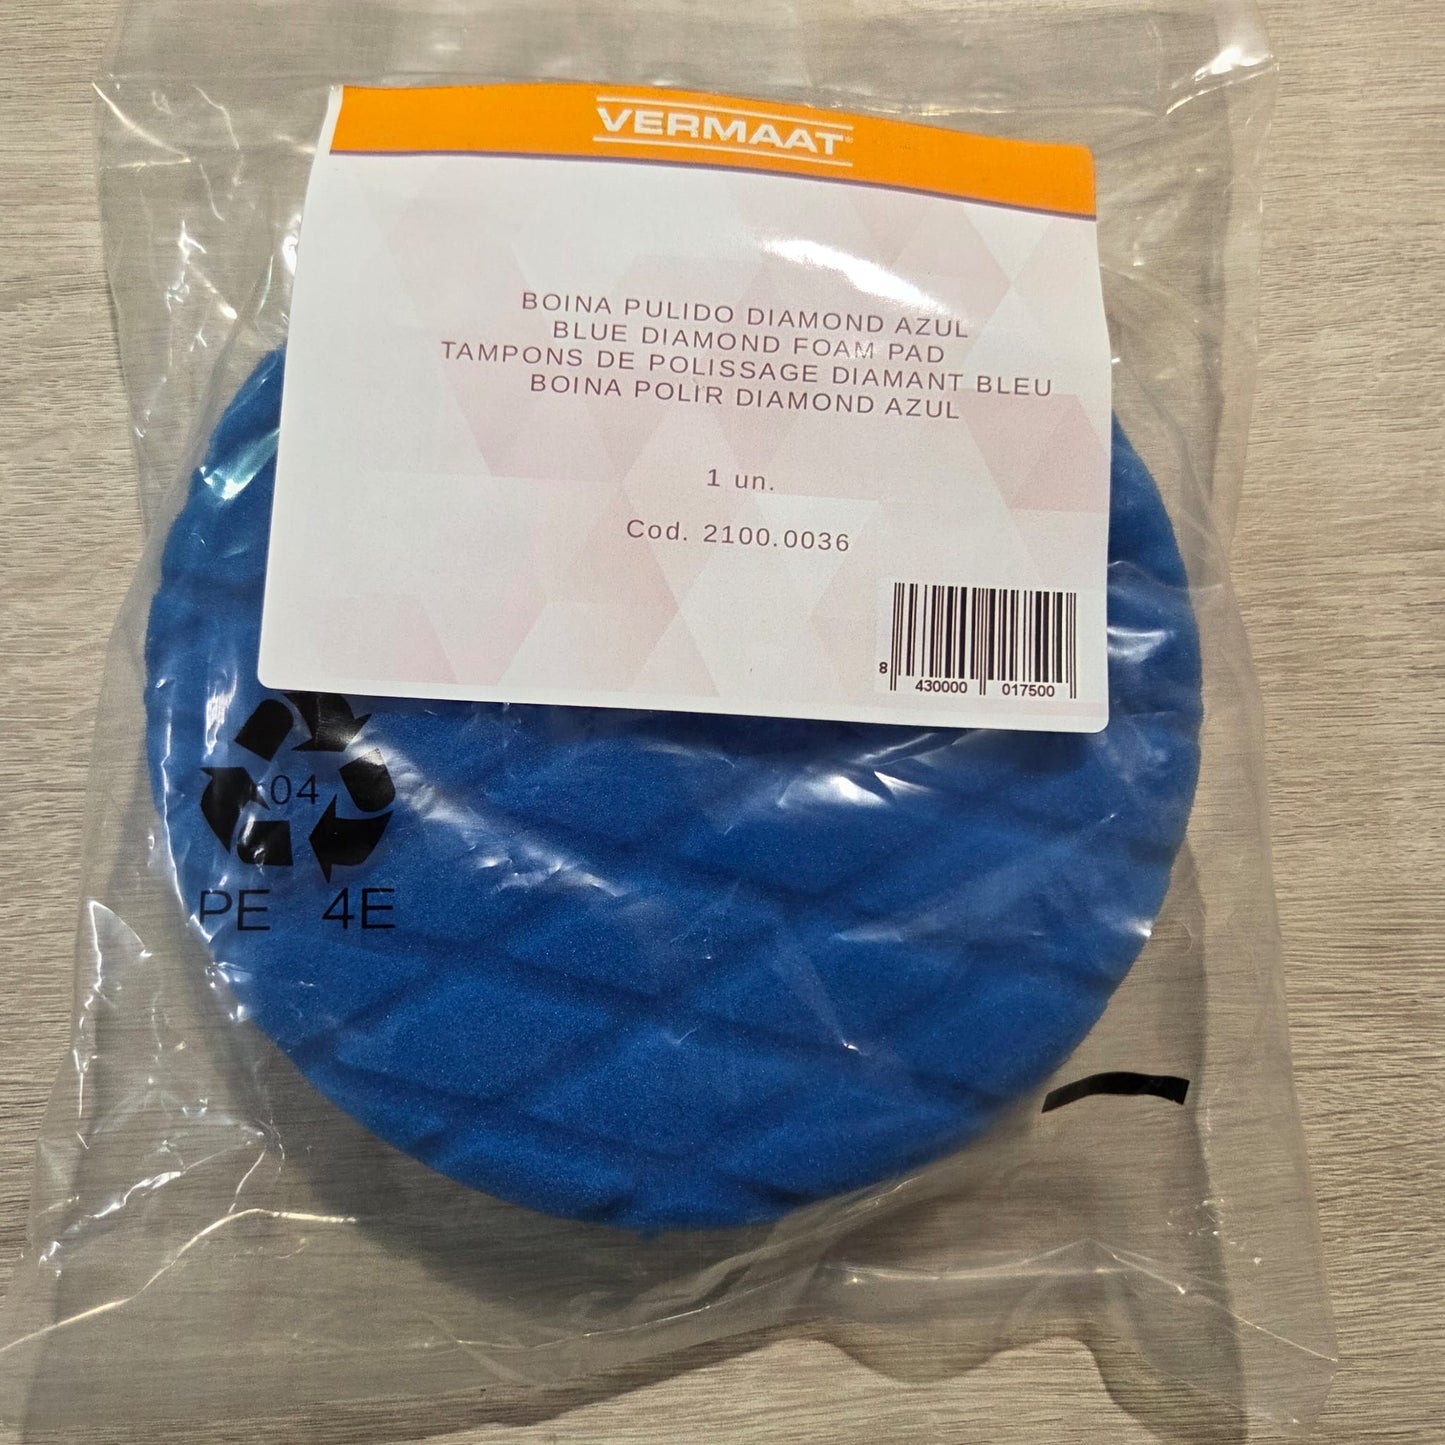 VERMAAT
BOINA PULIDO DIAMOND AZUL
BLUE DIAMOND FOAM PAD
TAMPONS DE POLISSAGE DIAMANT BLEU
BOINA POLIR DIAMOND AZUL
1 un.
Cod. 2100.0036
8 430000 017500
04
PE 4E